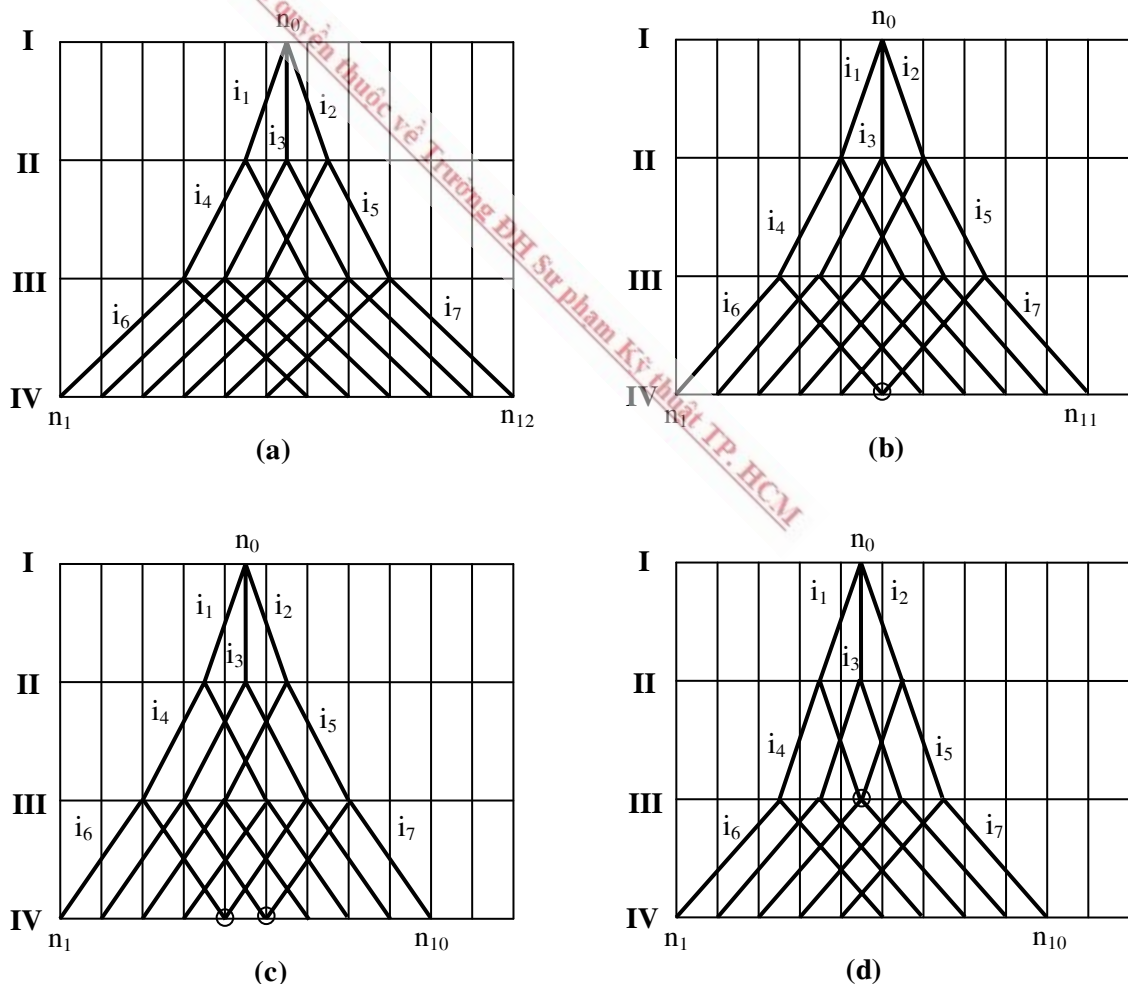 quyền thuộc về Trường ĐH Sư phạm Kỹ thuật TP. HCM
n₀
I
i₁
i₂
i₃
II
i₄
i₅
III
i₆
i₇
IV
n₁
n₁₂
(a)
n₀
I
i₁
i₂
i₃
II
i₄
i₅
III
i₆
i₇
IV
n₁
n₁₁
(b)
n₀
I
i₁
i₂
i₃
II
i₄
i₅
III
i₆
i₇
IV
n₁
n₁₀
(c)
n₀
I
i₁
i₂
i₃
II
i₄
i₅
III
i₆
i₇
IV
n₁
n₁₀
(d)